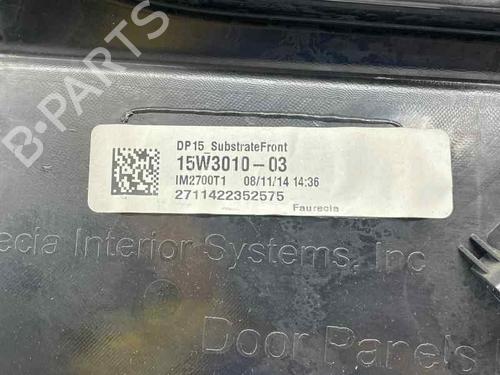 B-PARTS
DP15_SubstrateFront
15W3010-03
IM2700T1 08/11/14 14:36
2711422352575
Faurecia
ecia Interior Systems, Inc
Door Panels